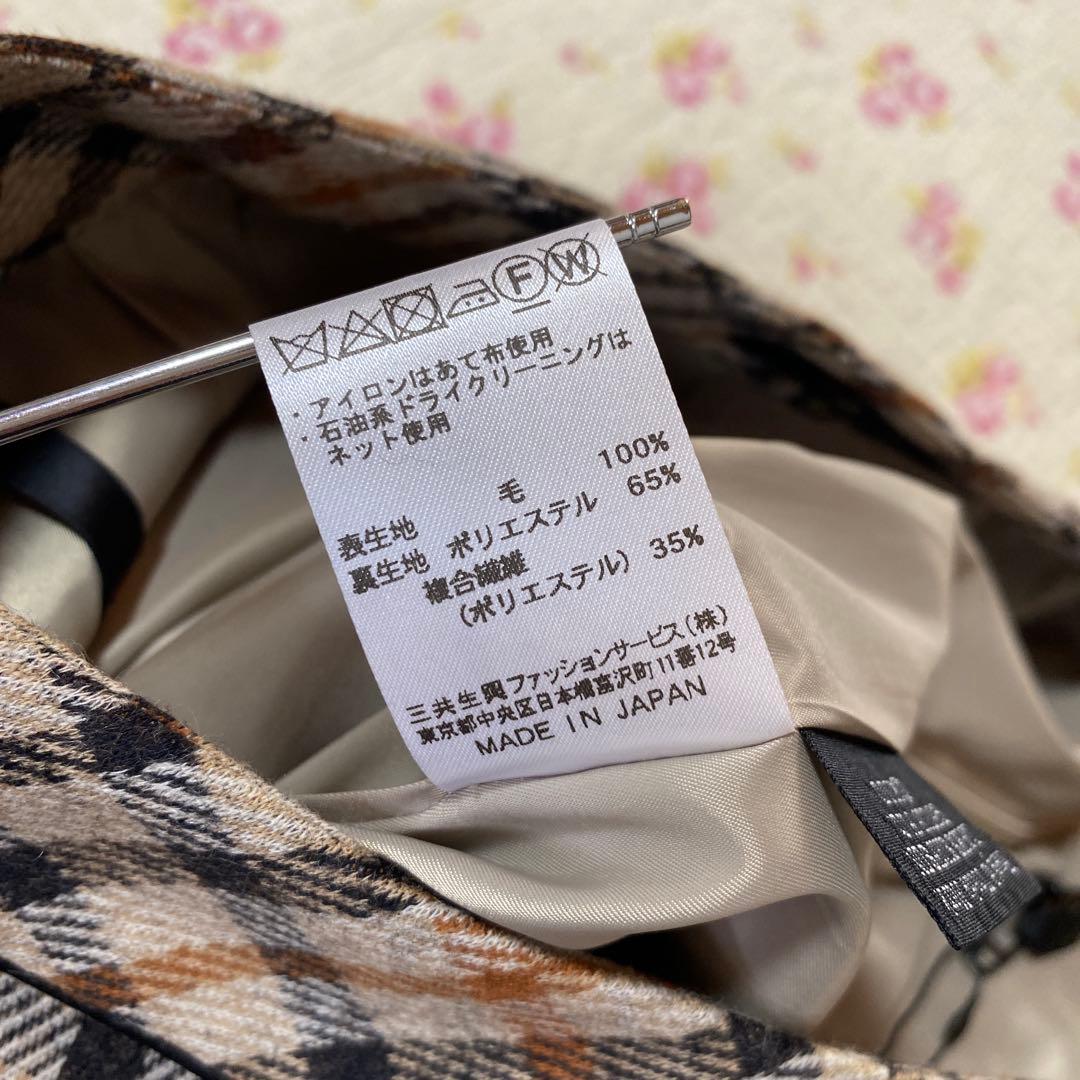 F W
・アイロンはあて布使用
・石油系ドライクリーニングは
ネット使用
表生地 毛 100%
裏生地 ポリエステル 65%
複合繊維
(ポリエステル) 35%
三共生興ファッションサービス(株)
東京都中央区日本橋富沢町11番12号
MADE IN JAPAN